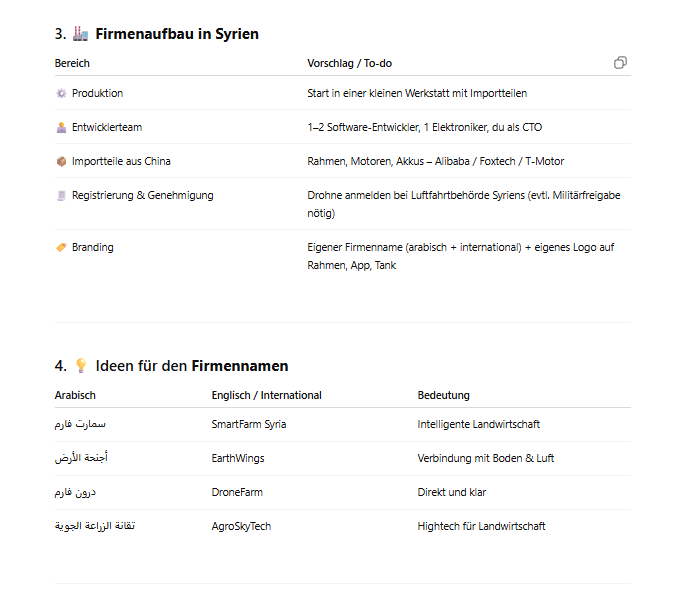 3. 🏭 Firmenaufbau in Syrien
Bereich Vorschlag / To-do
⚙️ Produktion Start in einer kleinen Werkstatt mit Importteilen
🧑‍💻 Entwicklerteam 1–2 Software-Entwickler, 1 Elektroniker, du als CTO
📦 Importteile aus China Rahmen, Motoren, Akkus – Alibaba / Foxtech / T-Motor
🧾 Registrierung & Genehmigung Drohne anmelden bei Luftfahrtbehörde Syriens (evtl. Militärfreigabe
nötig)
🏷️ Branding Eigener Firmenname (arabisch + international) + eigenes Logo auf
Rahmen, App, Tank
4. 💡 Ideen für den Firmennamen
Arabisch Englisch / International Bedeutung
سمارت فارم SmartFarm Syria Intelligente Landwirtschaft
أجنحة الأرض EarthWings Verbindung mit Boden & Luft
درون فارم DroneFarm Direkt und klar
تقانة الزراعة الجوية AgroSkyTech Hightech für Landwirtschaft